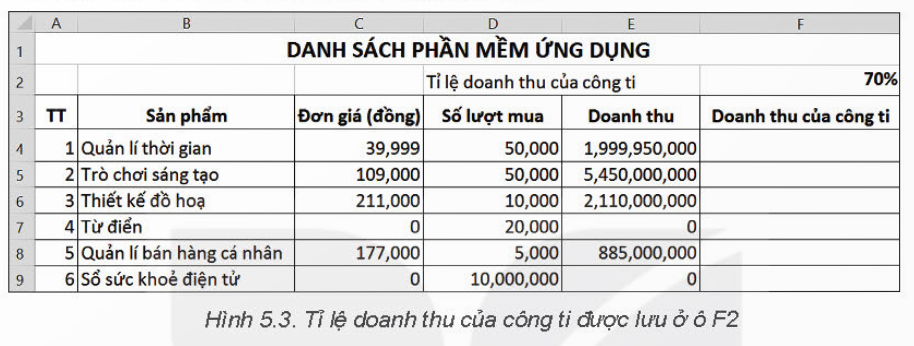 A B C D E F
1 DANH SÁCH PHẦN MỀM ỨNG DỤNG
2 Tỉ lệ doanh thu của công ti 70%
3 TT Sản phẩm Đơn giá (đồng) Số lượt mua Doanh thu Doanh thu của công ti
4 1 Quản lí thời gian 39,999 50,000 1,999,950,000
5 2 Trò chơi sáng tạo 109,000 50,000 5,450,000,000
6 3 Thiết kế đồ hoạ 211,000 10,000 2,110,000,000
7 4 Từ điển 0 20,000 0
8 5 Quản lí bán hàng cá nhân 177,000 5,000 885,000,000
9 6 Sổ sức khoẻ điện tử 0 10,000,000 0
Hình 5.3. Tỉ lệ doanh thu của công ti được lưu ở ô F2